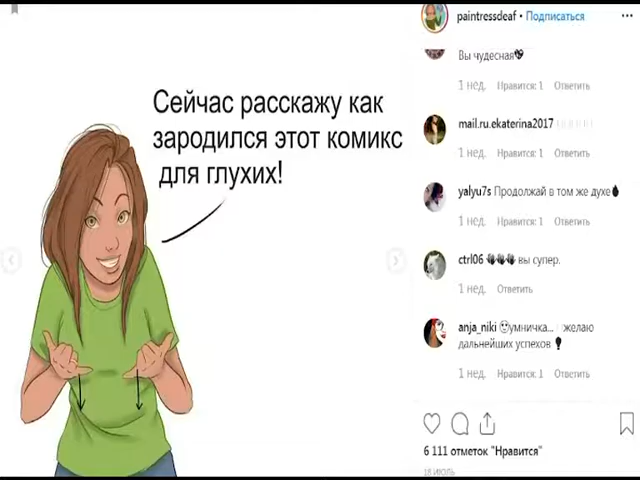 Сейчас расскажу как
зародился этот комикс
для глухих!
paintressdeaf • Подписаться
Вы чудесная
1 нед. Нравится: 1 Ответить
mail.ru.ekaterina2017
1 нед. Нравится: 1 Ответить
yalyu7s Продолжай в том же духе
1 нед. Нравится: 1 Ответить
ctrl06 вы супер.
1 нед. Ответить
anja_niki умничка... желаю
дальнейших успехов
1 нед. Нравится: 1 Ответить
6 111 отметок "Нравится"
18 ИЮЛЬ